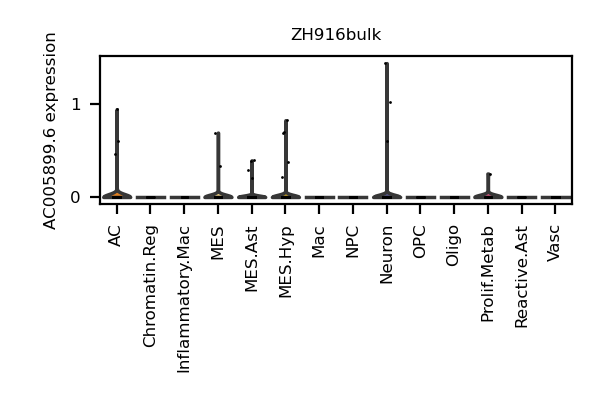 ZH916bulk
AC005899.6 expression
1
0
AC
Chromatin.Reg
Inflammatory.Mac
MES
MES.Ast
MES.Hyp
Mac
NPC
Neuron
OPC
Oligo
Prolif.Metab
Reactive.Ast
Vasc